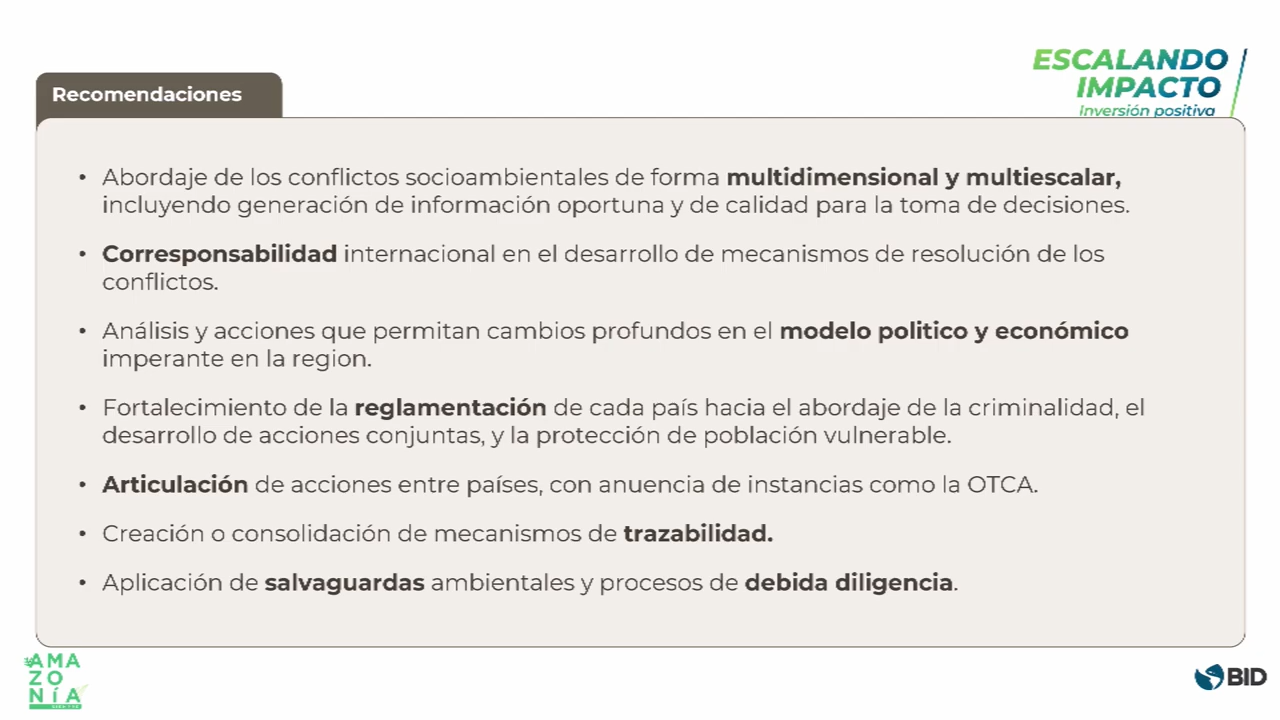 ESCALANDO
IMPACTO
Inversión positiva
Recomendaciones
• Abordaje de los conflictos socioambientales de forma multidimensional y multiescalar,
incluyendo generación de información oportuna y de calidad para la toma de decisiones.
• Corresponsabilidad internacional en el desarrollo de mecanismos de resolución de los
conflictos.
• Análisis y acciones que permitan cambios profundos en el modelo politico y económico
imperante en la region.
• Fortalecimiento de la reglamentación de cada país hacia el abordaje de la criminalidad, el
desarrollo de acciones conjuntas, y la protección de población vulnerable.
• Articulación de acciones entre países, con anuencia de instancias como la OTCA.
• Creación o consolidación de mecanismos de trazabilidad.
• Aplicación de salvaguardas ambientales y procesos de debida diligencia.
AMA
ZO
NíA
BID